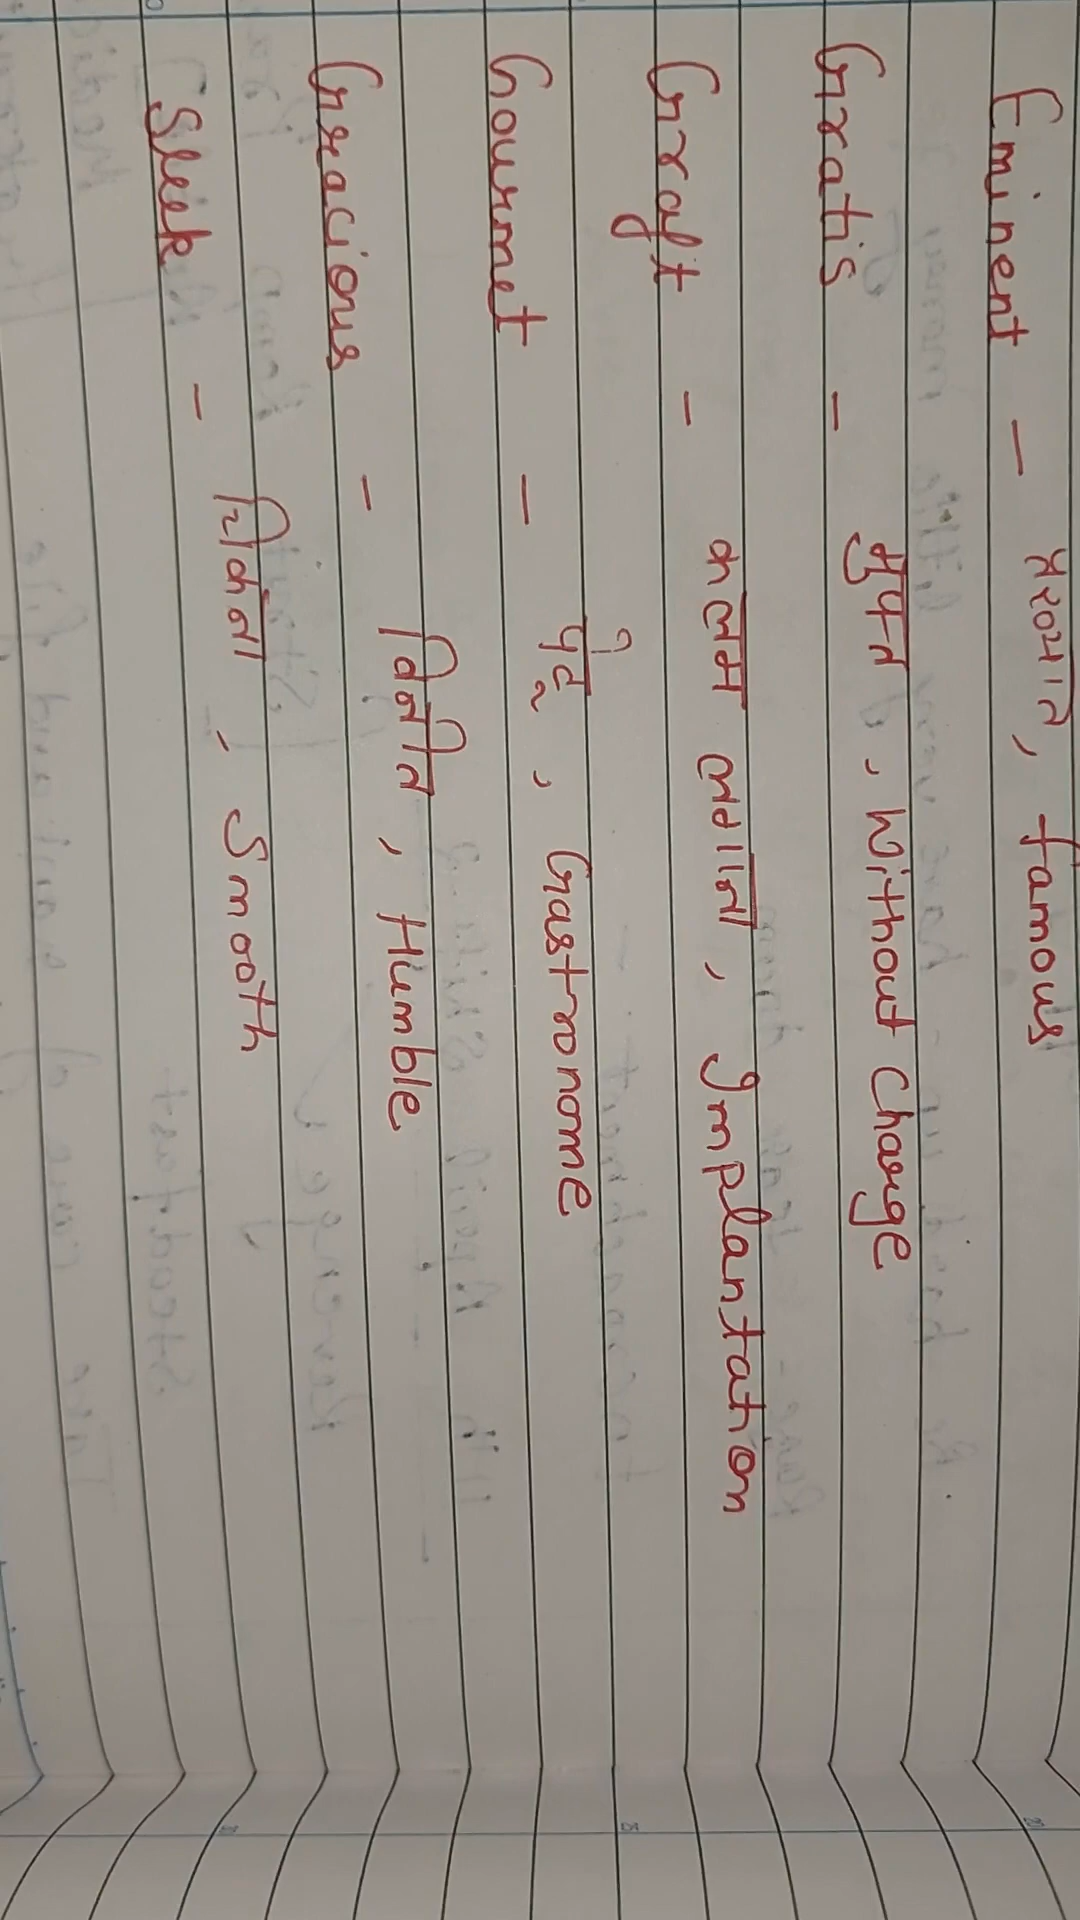 Eminent - प्रख्यात, famous
Gratis - मुफ्त, Without Charge
Graft - कलम लगाना, Implantation
Gourmet - पेटू, Gastronome
Gracious - विनीत, Humble
Sleek - चिकना, Smooth